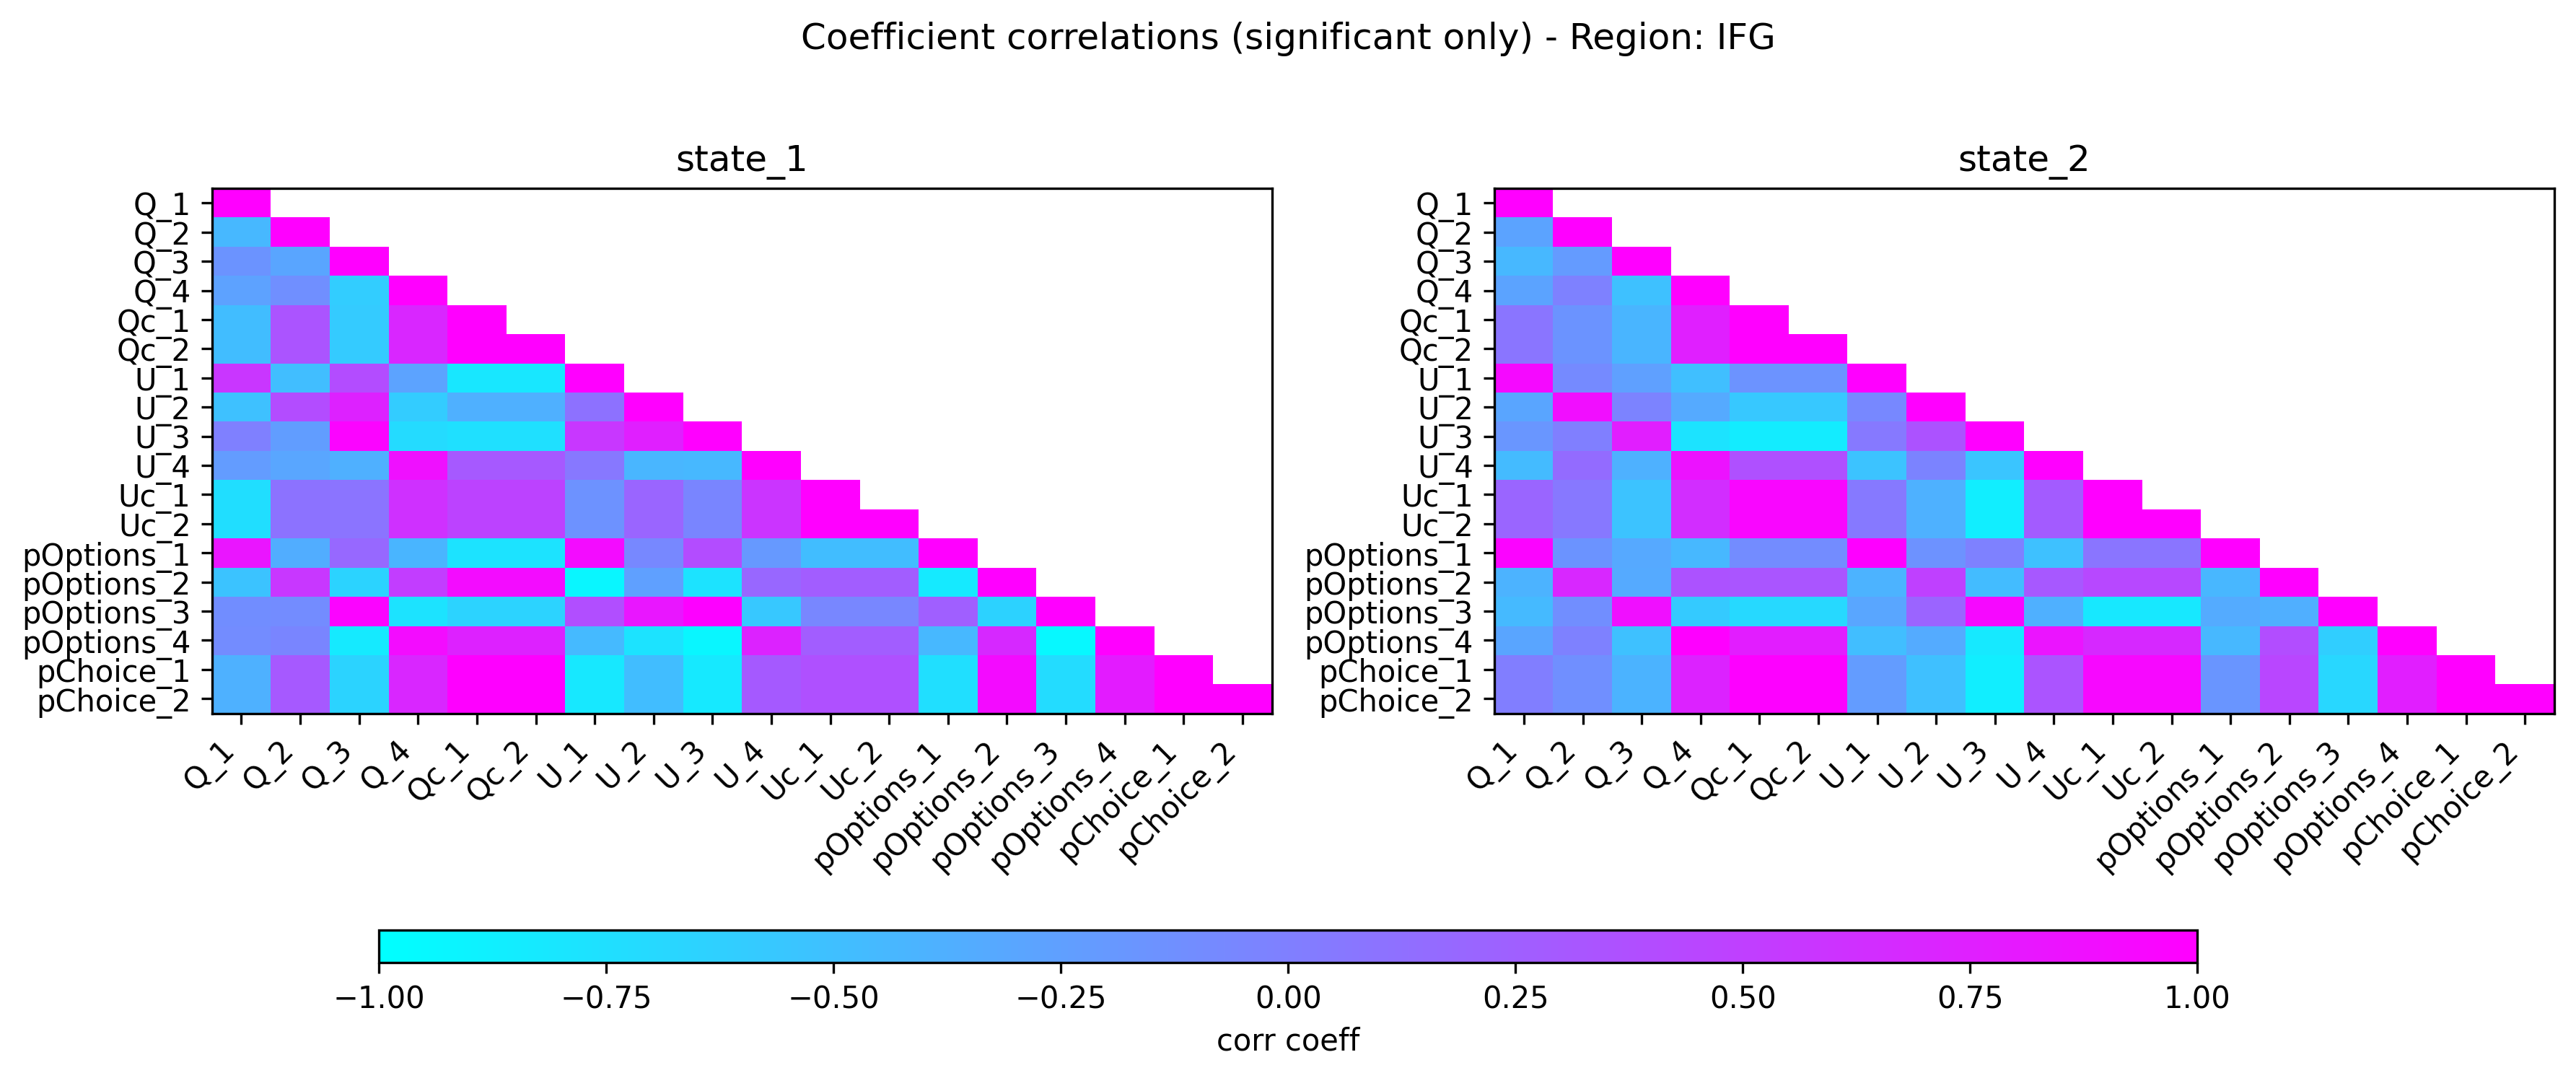 Coefficient correlations (significant only) - Region: IFG
state_1
Q_1
Q_2
Q_3
Q_4
Qc_1
Qc_2
U_1
U_2
U_3
U_4
Uc_1
Uc_2
pOptions_1
pOptions_2
pOptions_3
pOptions_4
pChoice_1
pChoice_2
Q_1
Q_2
Q_3
Q_4
Qc_1
Qc_2
U_1
U_2
U_3
U_4
Uc_1
Uc_2
pOptions_1
pOptions_2
pOptions_3
pOptions_4
pChoice_1
pChoice_2
state_2
Q_1
Q_2
Q_3
Q_4
Qc_1
Qc_2
U_1
U_2
U_3
U_4
Uc_1
Uc_2
pOptions_1
pOptions_2
pOptions_3
pOptions_4
pChoice_1
pChoice_2
Q_1
Q_2
Q_3
Q_4
Qc_1
Qc_2
U_1
U_2
U_3
U_4
Uc_1
Uc_2
pOptions_1
pOptions_2
pOptions_3
pOptions_4
pChoice_1
pChoice_2
−1.00 −0.75 −0.50 −0.25 0.00 0.25 0.50 0.75 1.00
corr coeff